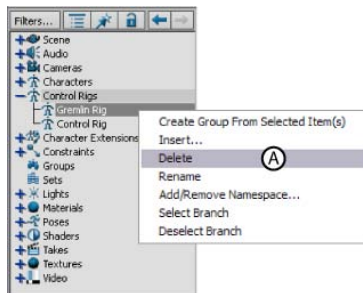 Filters...
Scene
Audio
Cameras
Characters
Control Rigs
Gremlin Rig
Control Rig
Character Extensions
Constraints
Groups
Sets
Lights
Materials
Poses
Shaders
Takes
Textures
Video
Create Group From Selected Item(s)
Insert...
Delete A
Rename
Add/Remove Namespace...
Select Branch
Deselect Branch